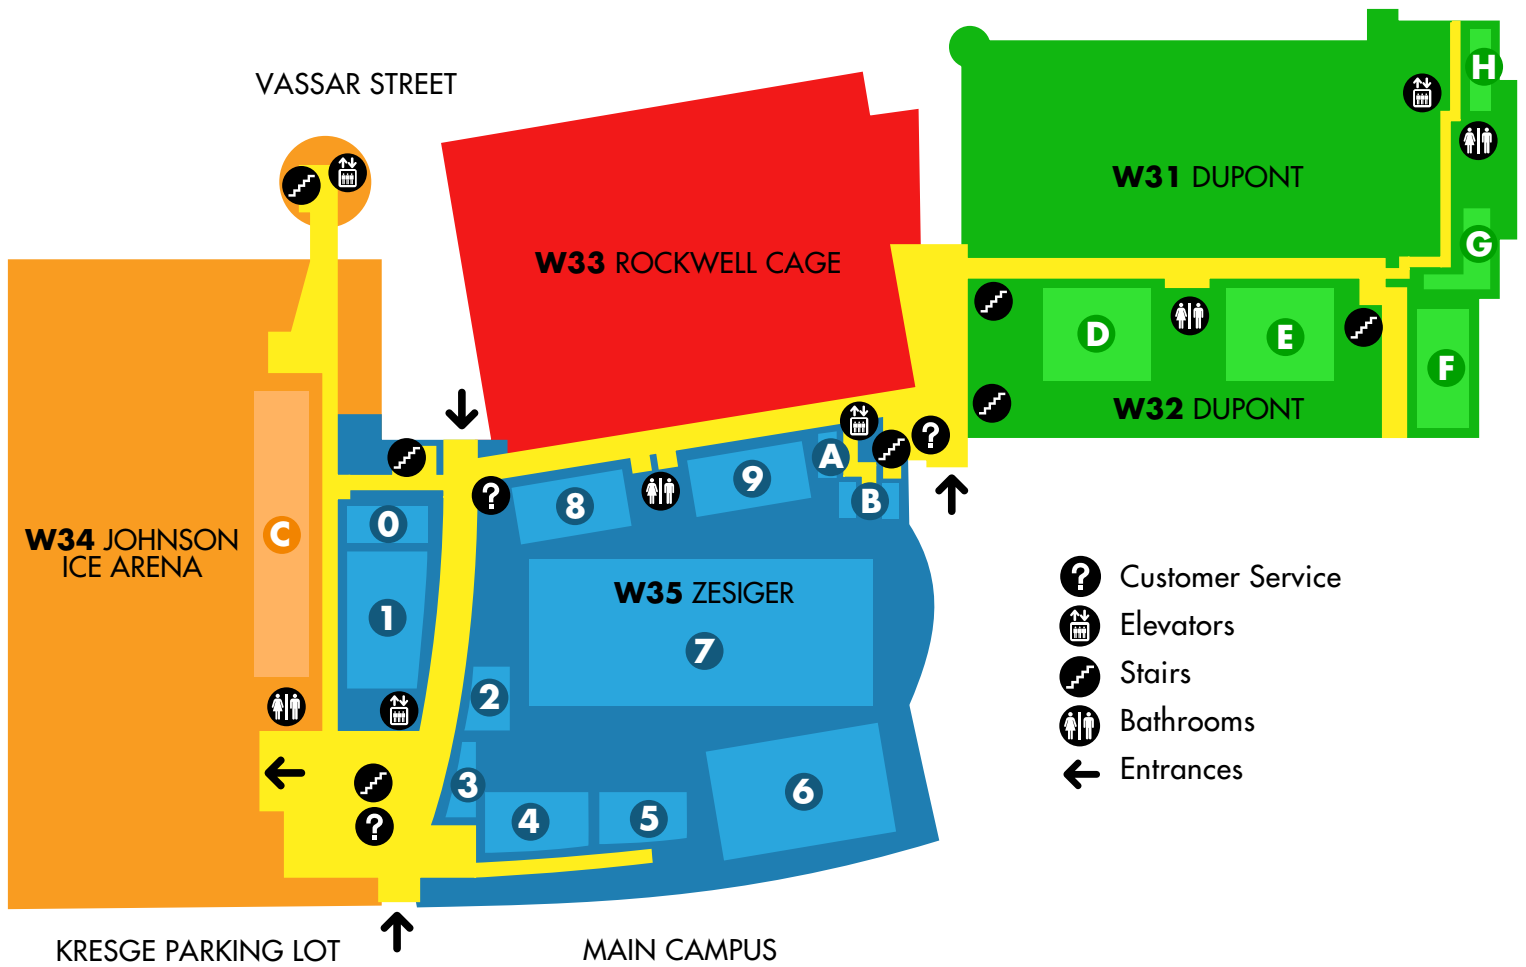 VASSAR STREET
H
W31 DUPONT
W33 ROCKWELL CAGE
G
D
E
F
W32 DUPONT
?
A
9
B
?
8
0
C
W34 JOHNSON
ICE ARENA
1
W35 ZESIGER
7
2
3
4
5
6
?
? Customer Service
Elevators
Stairs
Bathrooms
Entrances
KRESGE PARKING LOT
MAIN CAMPUS